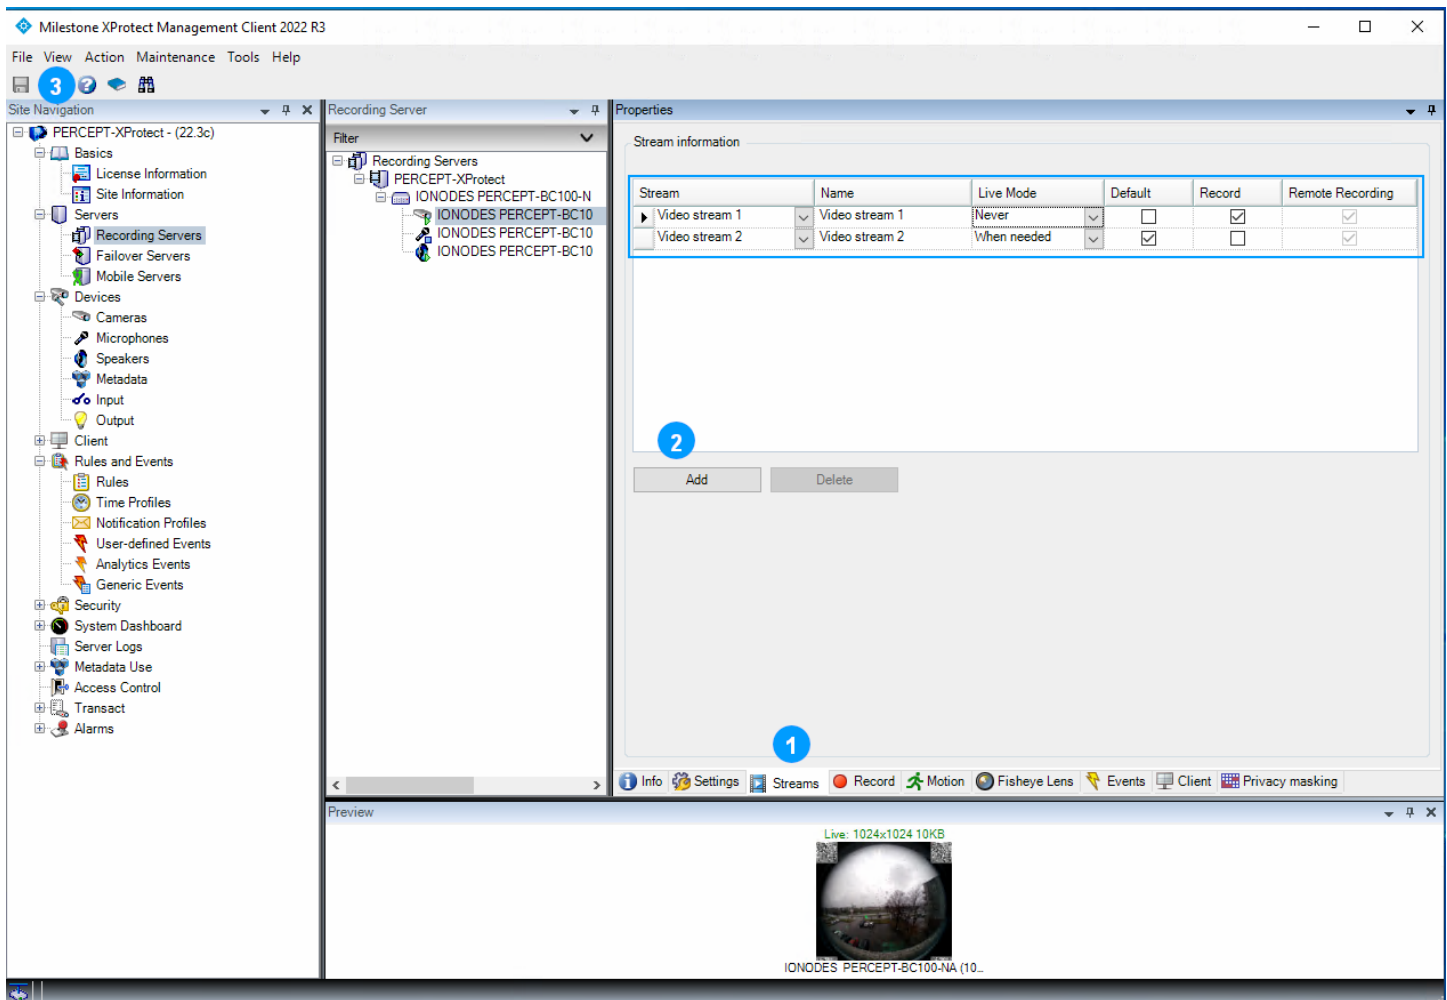 Milestone XProtect Management Client 2022 R3
File View Action Maintenance Tools Help
3
Site Navigation
PERCEPT-XProtect - (22.3c)
Basics
License Information
Site Information
Servers
Recording Servers
Failover Servers
Mobile Servers
Devices
Cameras
Microphones
Speakers
Metadata
Input
Output
Client
Rules and Events
Rules
Time Profiles
Notification Profiles
User-defined Events
Analytics Events
Generic Events
Security
System Dashboard
Server Logs
Metadata Use
Access Control
Transact
Alarms
Recording Server
Filter
Recording Servers
PERCEPT-XProtect
IONODES PERCEPT-BC100-N
IONODES PERCEPT-BC10
IONODES PERCEPT-BC10
IONODES PERCEPT-BC10
Properties
Stream information
Stream Name Live Mode Default Record Remote Recording
Video stream 1 Video stream 1 Never
Video stream 2 Video stream 2 When needed
2
Add Delete
1
Info Settings Streams Record Motion Fisheye Lens Events Client Privacy masking
Preview
Live: 1024x1024 10KB
IONODES PERCEPT-BC100-NA (10...